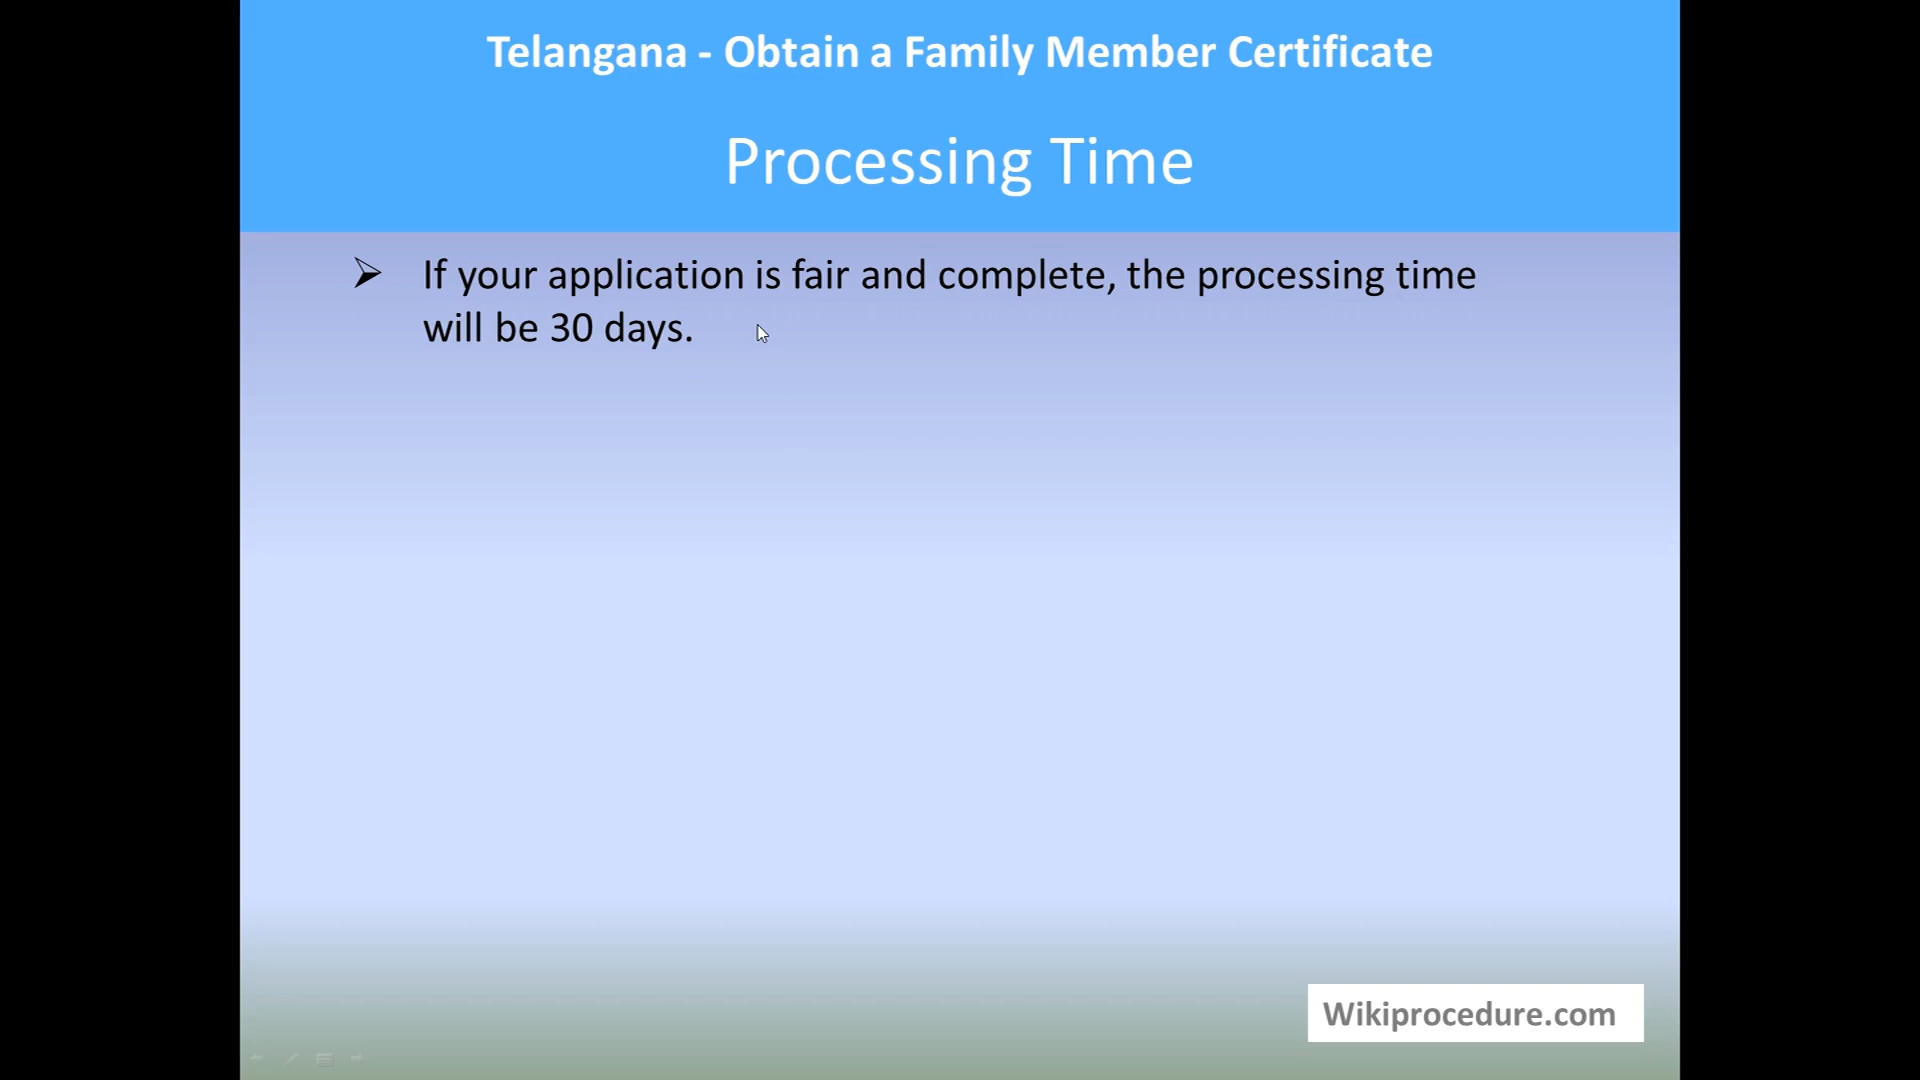 Telangana - Obtain a Family Member Certificate
Processing Time
If your application is fair and complete, the processing time
will be 30 days.
Wikiprocedure.com